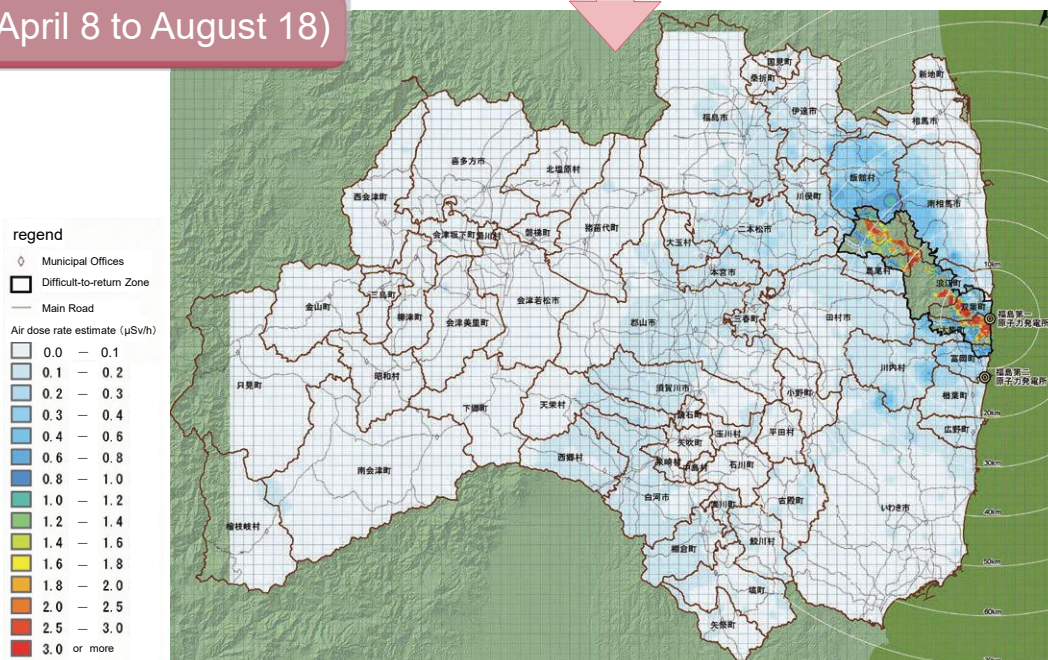 April 8 to August 18)
国見町
桑折町
新地町
伊達市
福島市
相馬市
喜多方市
北塩原村
飯舘村
川俣町
南相馬市
西会津町
会津坂下町
湯川村
磐梯町
猪苗代町
大玉村
二本松市
本宮市
葛尾村
浪江町
双葉町
大熊町
10km
福島第一
原子力発電所
金山町
三島町
柳津町
会津美里町
会津若松市
郡山市
三春町
田村市
川内村
富岡町
福島第二
原子力発電所
楢葉町
只見町
昭和村
下郷町
天栄村
須賀川市
小野町
20km
広野町
鏡石町
矢吹町
玉川村
平田村
南会津町
西郷村
泉崎村
中島村
石川町
30km
檜枝岐村
白河市
浅川町
古殿町
いわき市
40km
棚倉町
鮫川村
50km
塙町
矢祭町
60km
regend
Municipal Offices
Difficult-to-return Zone
Main Road
Air dose rate estimate (μSv/h)
0.0 － 0.1
0.1 － 0.2
0.2 － 0.3
0.3 － 0.4
0.4 － 0.6
0.6 － 0.8
0.8 － 1.0
1.0 － 1.2
1.2 － 1.4
1.4 － 1.6
1.6 － 1.8
1.8 － 2.0
2.0 － 2.5
2.5 － 3.0
3.0 or more